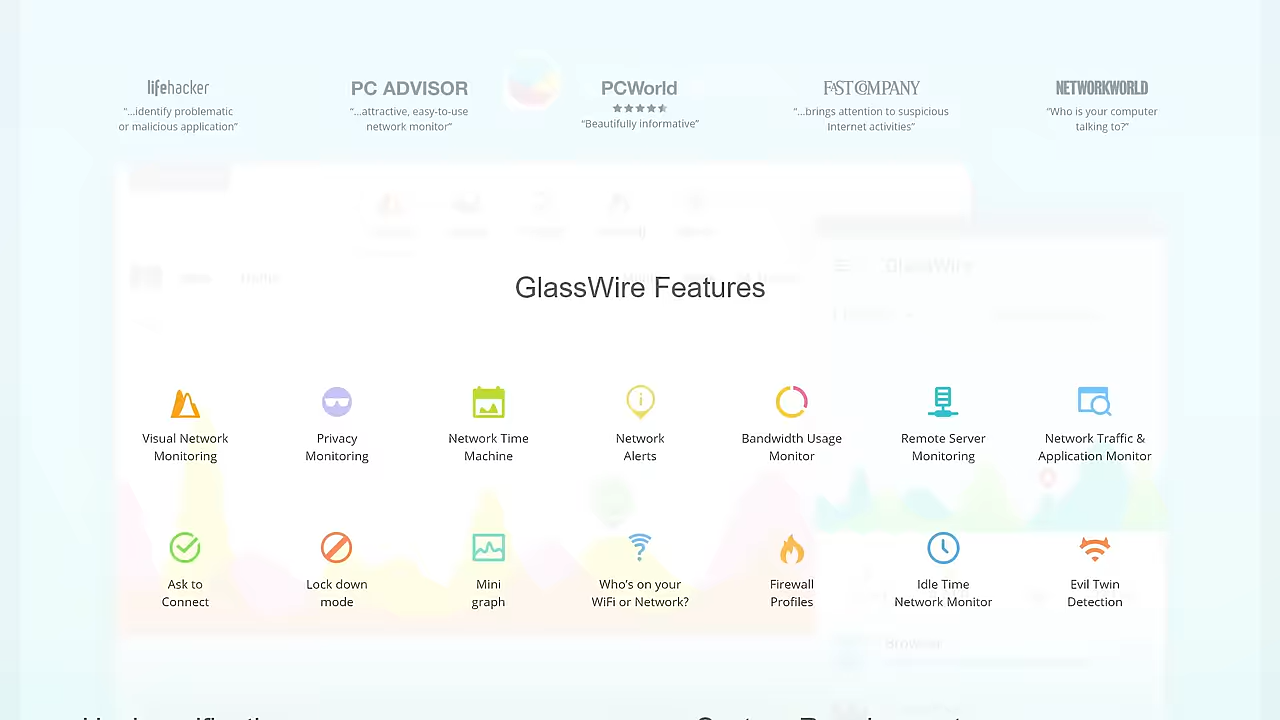 lifehacker
PC ADVISOR
PCWorld
FAST COMPANY
NETWORKWORLD
"...identify problematic
or malicious application"
"...attractive, easy-to-use
network monitor"
"Beautifully informative"
"...brings attention to suspicious
Internet activities"
"Who is your computer
talking to?"
GlassWire
GlassWire Features
Visual Network
Monitoring
Privacy
Monitoring
Network Time
Machine
Network
Alerts
Bandwidth Usage
Monitor
Remote Server
Monitoring
Network Traffic &
Application Monitor
Ask to
Connect
Lock down
mode
Mini
graph
Who's on your
WiFi or Network?
Firewall
Profiles
Idle Time
Network Monitor
Evil Twin
Detection
Browser